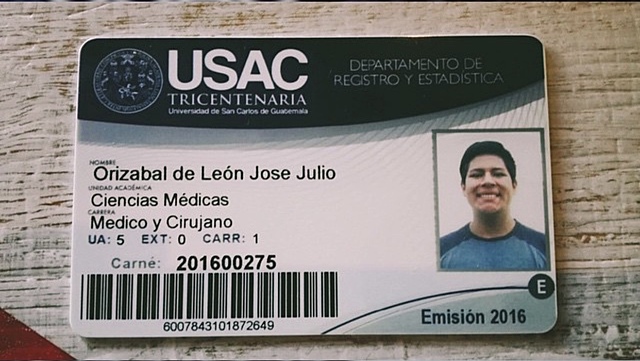 USAC
TRICENTENARIA
Universidad de San Carlos de Guatemala
DEPARTAMENTO DE
REGISTRO Y ESTADÍSTICA
NOMBRE
Orizabal de León Jose Julio
UNIDAD ACADÉMICA
Ciencias Médicas
CARRERA
Medico y Cirujano
UA: 5 EXT: 0 CARR: 1
Carné: 201600275
6007843101872649
E
Emisión 2016